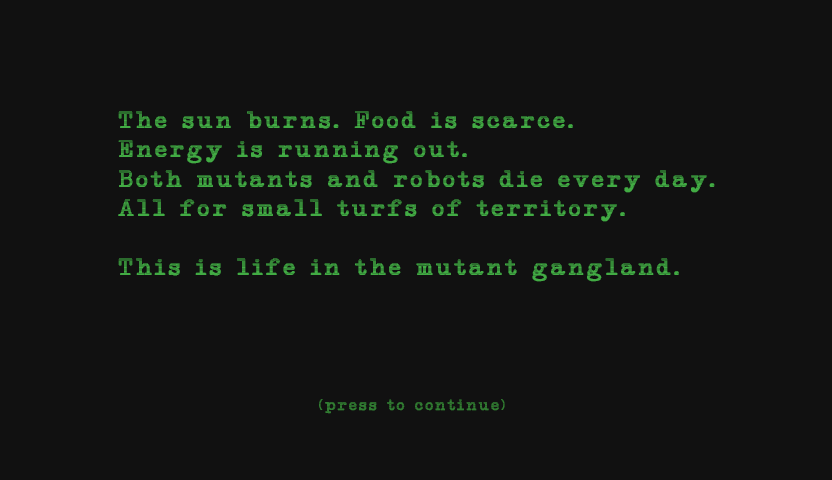 The sun burns. Food is scarce.
Energy is running out.
Both mutants and robots die every day.
All for small turfs of territory.
This is life in the mutant gangland.
(press to continue)